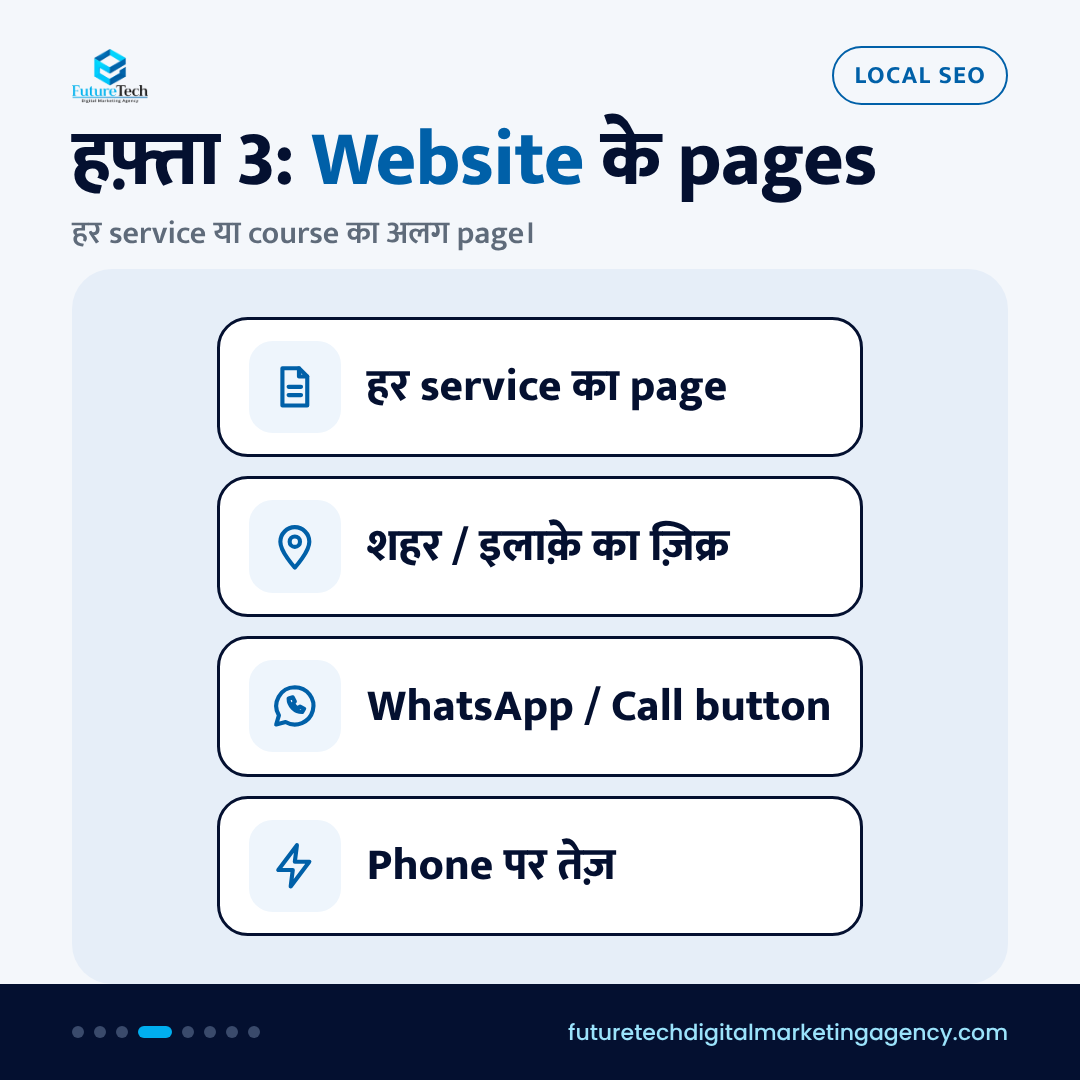 FutureTech
Digital Marketing Agency
LOCAL SEO
हफ़्ता 3: Website के pages
हर service या course का अलग page।
हर service का page
शहर / इलाक़े का ज़िक्र
WhatsApp / Call button
Phone पर तेज़
futuretechdigitalmarketingagency.com